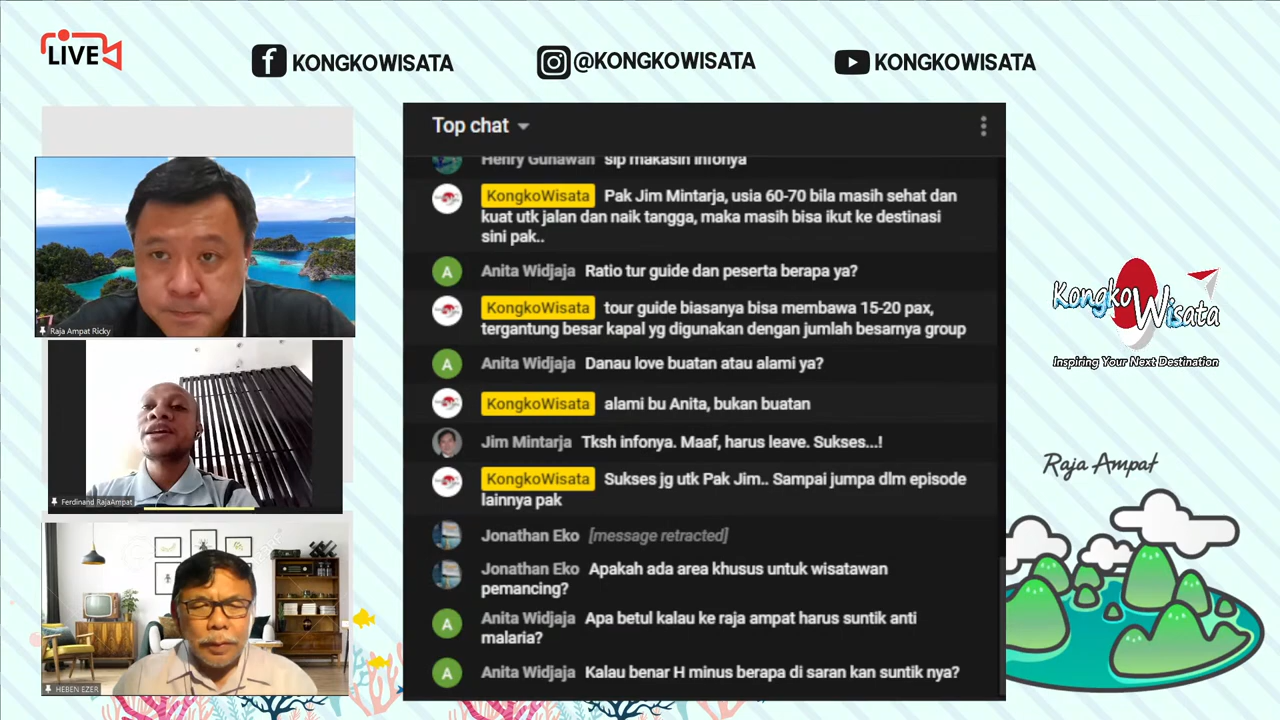 LIVE
KONGKOWISATA
@KONGKOWISATA
KONGKOWISATA
Raja Ampat Ricky
Ferdinand RajaAmpat
HEBEN EZER
Top chat
Henry Gunawan sip makasih infonya
KongkoWisata Pak Jim Mintarja, usia 60-70 bila masih sehat dan
kuat utk jalan dan naik tangga, maka masih bisa ikut ke destinasi
sini pak..
A Anita Widjaja Ratio tur guide dan peserta berapa ya?
KongkoWisata tour guide biasanya bisa membawa 15-20 pax,
tergantung besar kapal yg digunakan dengan jumlah besarnya group
A Anita Widjaja Danau love buatan atau alami ya?
KongkoWisata alami bu Anita, bukan buatan
Jim Mintarja Tksh infonya. Maaf, harus leave. Sukses...!
KongkoWisata Sukses jg utk Pak Jim.. Sampai jumpa dlm episode
lainnya pak
Jonathan Eko [message retracted]
Jonathan Eko Apakah ada area khusus untuk wisatawan
pemancing?
A Anita Widjaja Apa betul kalau ke raja ampat harus suntik anti
malaria?
A Anita Widjaja Kalau benar H minus berapa di saran kan suntik nya?
Kongko Wisata
Inspiring Your Next Destination
Raja Ampat